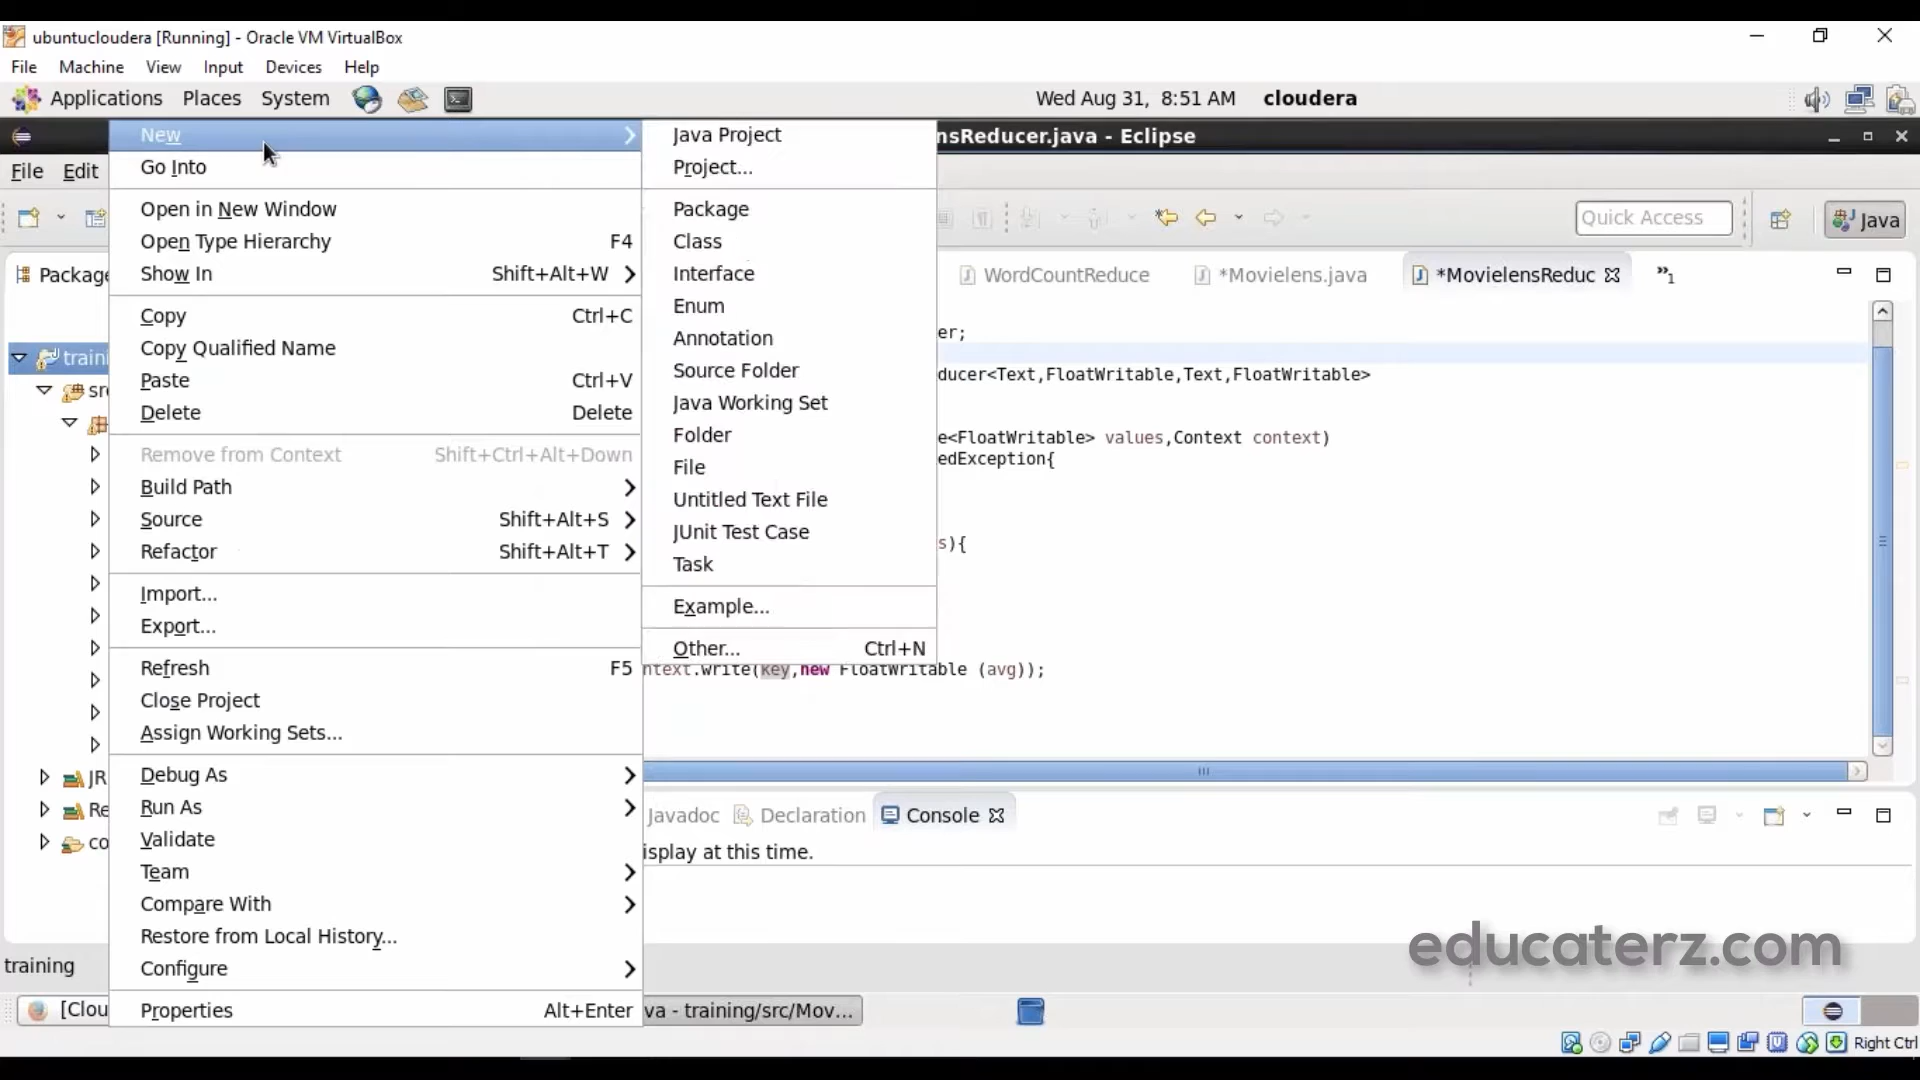 ubuntucloudera [Running] - Oracle VM VirtualBox
File Machine View Input Devices Help
Applications Places System Wed Aug 31, 8:51 AM cloudera
nsReducer.java - Eclipse
File Edit
Quick Access Java
Package
WordCountReduce *Movielens.java *MovielensReduc »1
traini
src
JR
Re
co
New
Go Into
Open in New Window
Open Type Hierarchy F4
Show In Shift+Alt+W
Copy Ctrl+C
Copy Qualified Name
Paste Ctrl+V
Delete Delete
Remove from Context Shift+Ctrl+Alt+Down
Build Path
Source Shift+Alt+S
Refactor Shift+Alt+T
Import...
Export...
Refresh F5
Close Project
Assign Working Sets...
Debug As
Run As
Validate
Team
Compare With
Restore from Local History...
Configure
Properties Alt+Enter
Java Project
Project...
Package
Class
Interface
Enum
Annotation
Source Folder
Java Working Set
Folder
File
Untitled Text File
JUnit Test Case
Task
Example...
Other... Ctrl+N
er;
ducer<Text,FloatWritable,Text,FloatWritable>
e<FloatWritable> values,Context context)
edException{
s){
ntext.write(key,new FloatWritable (avg));
Javadoc Declaration Console
isplay at this time.
educaterz.com
training
[Clou
va - training/src/Mov...
Right Ctrl